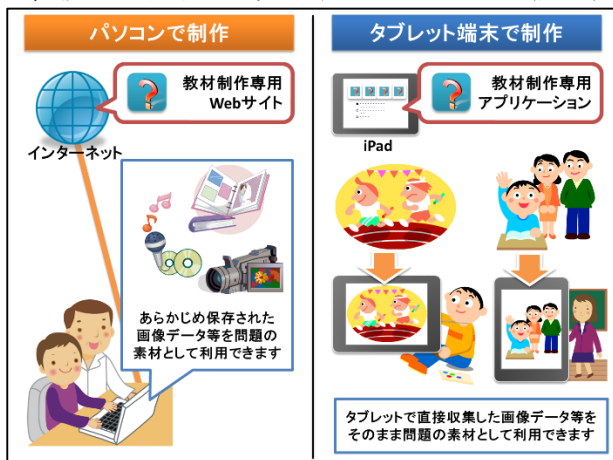 パソコンで制作
教材制作専用
Webサイト
インターネット
あらかじめ保存された
画像データ等を問題の
素材として利用できます
タブレット端末で制作
教材制作専用
アプリケーション
iPad
タブレットで直接収集した画像データ等を
そのまま問題の素材として利用できます